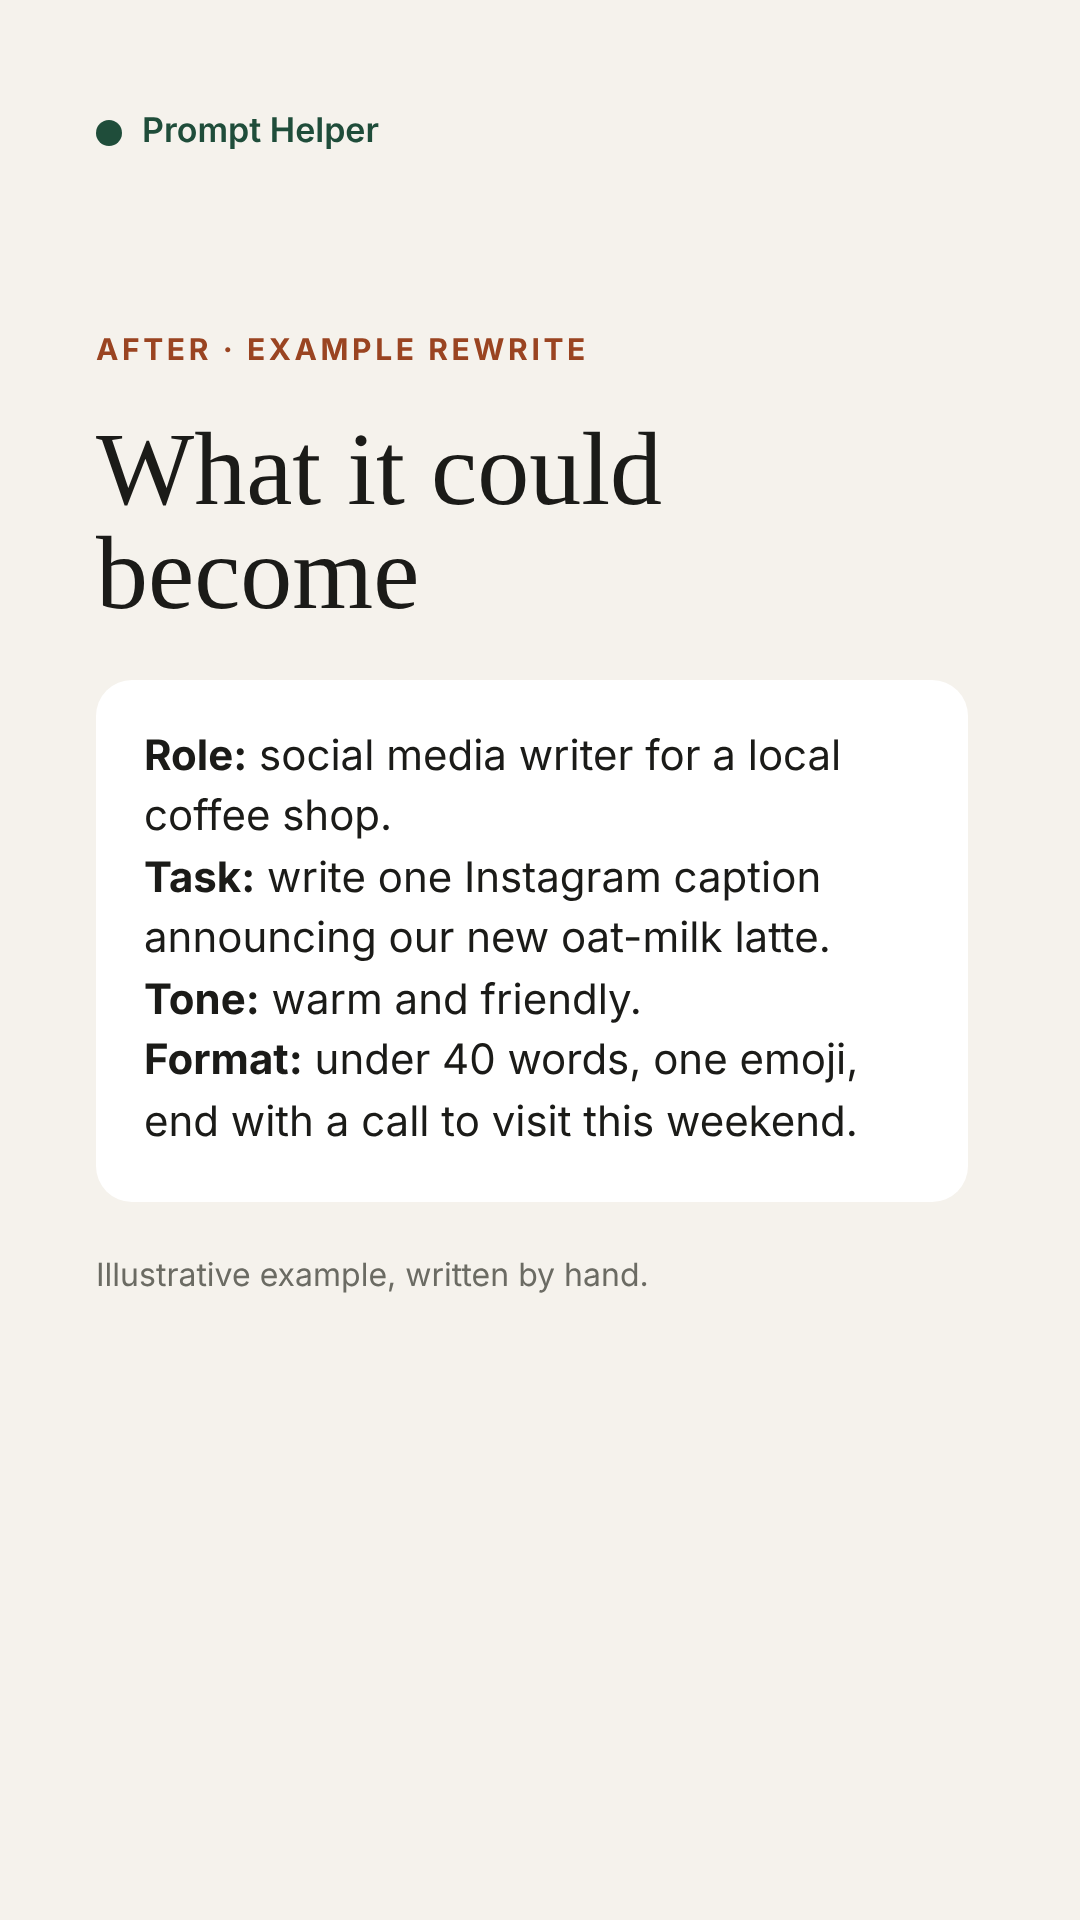 Prompt Helper
AFTER · EXAMPLE REWRITE
What it could
become
Role: social media writer for a local
coffee shop.
Task: write one Instagram caption
announcing our new oat-milk latte.
Tone: warm and friendly.
Format: under 40 words, one emoji,
end with a call to visit this weekend.
Illustrative example, written by hand.